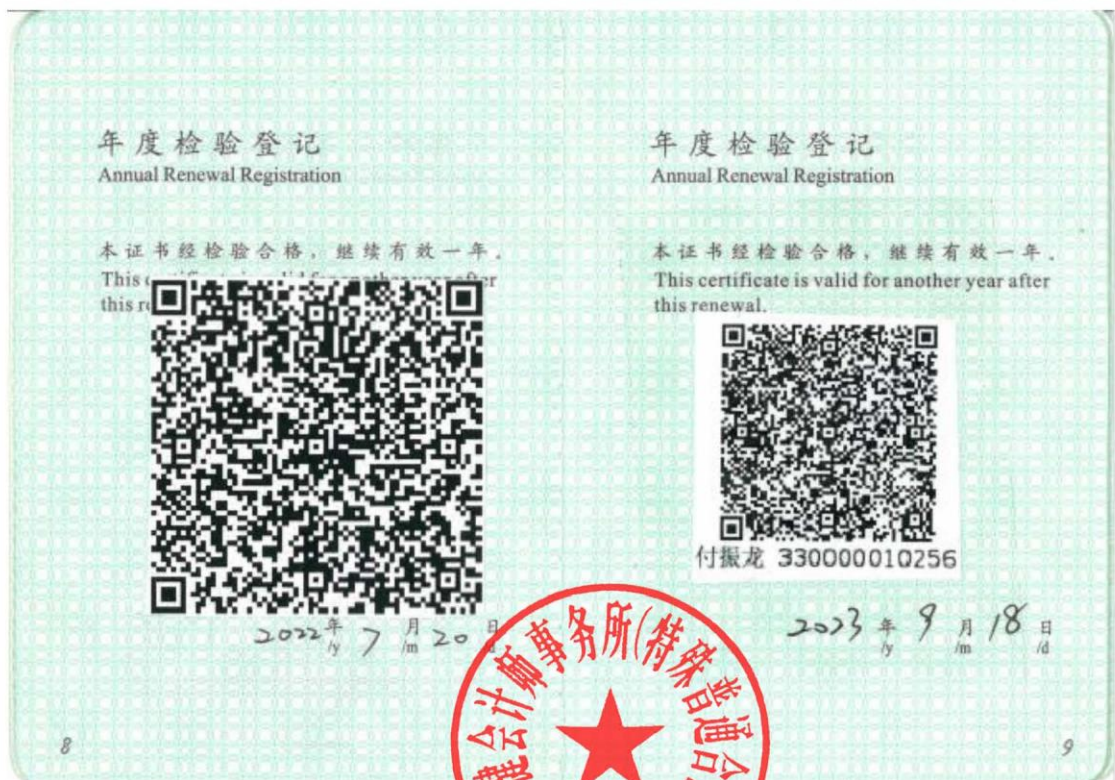 年度检验登记
Annual Renewal Registration
本证书经检验合格，继续有效一年。
This
this
2022年 7月 20日
/y /m
8
年度检验登记
Annual Renewal Registration
本证书经检验合格，继续有效一年。
This certificate is valid for another year after
this renewal.
付振龙 330000010256
2023年 9月 18日
/y /m /d
9
健会计师事务所(特殊普通合